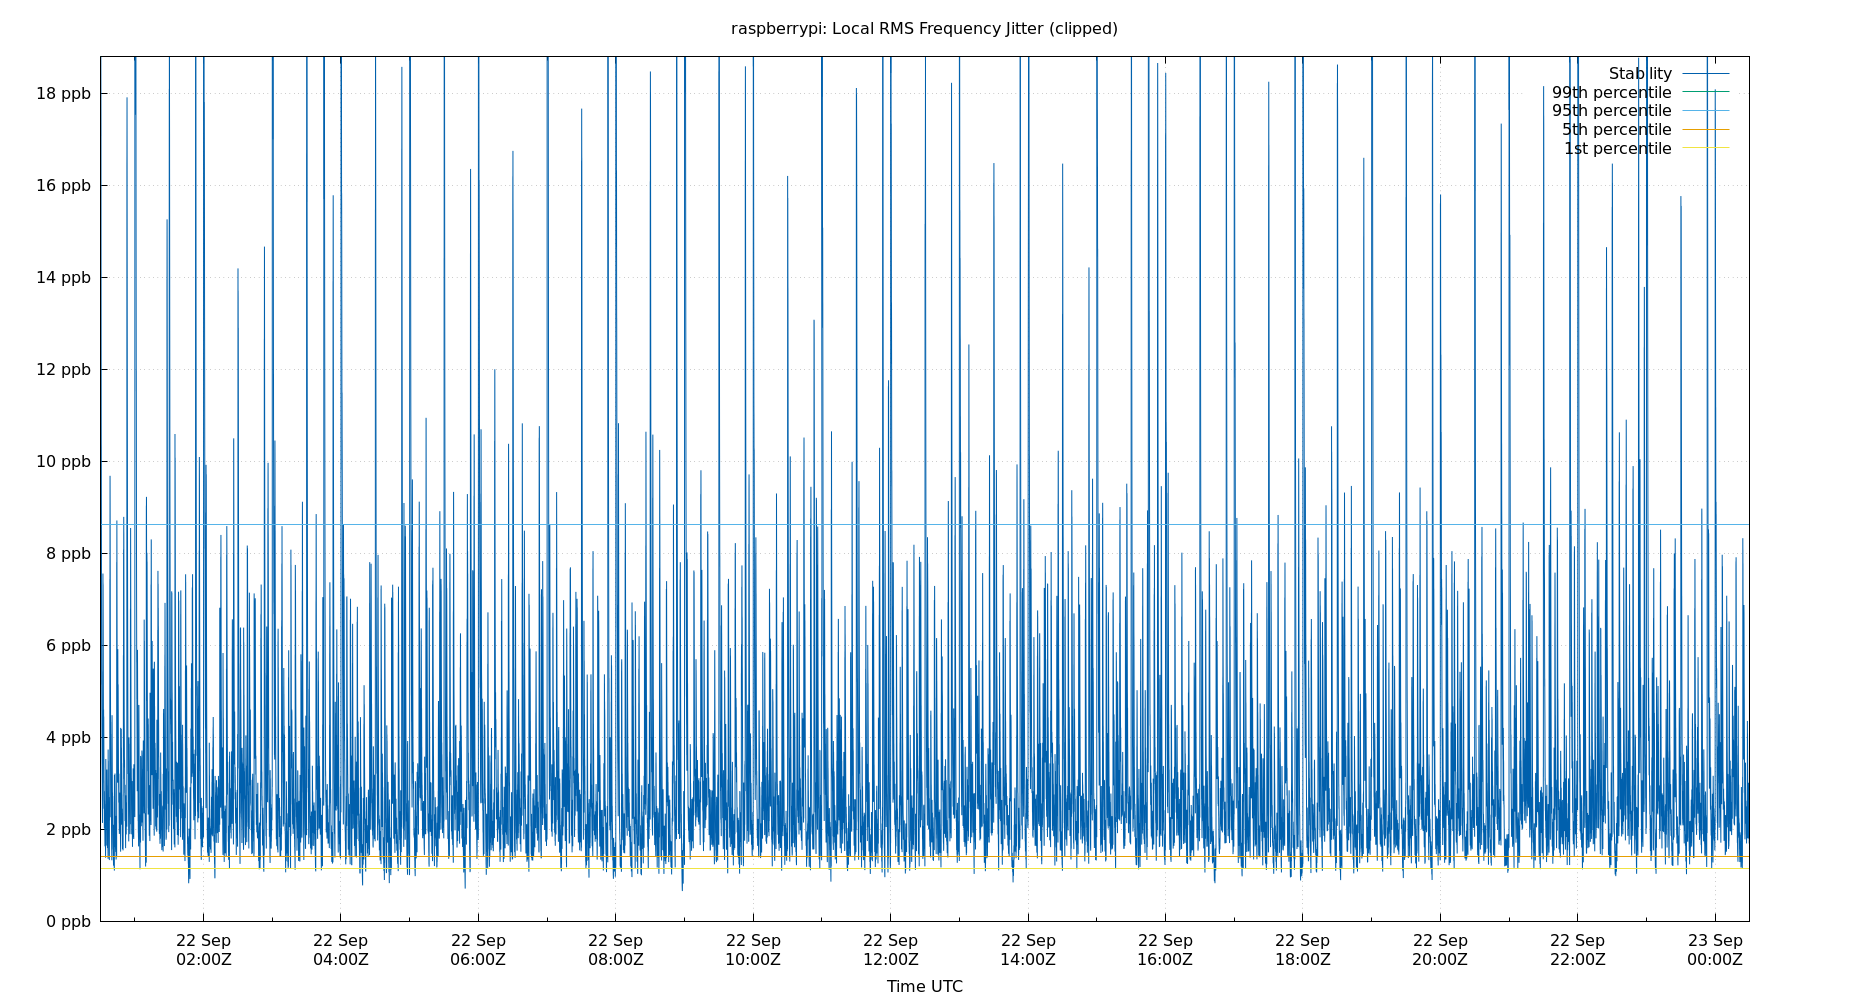 raspberrypi: Local RMS Frequency Jitter (clipped)
Stability
99th percentile
95th percentile
5th percentile
1st percentile
18 ppb
16 ppb
14 ppb
12 ppb
10 ppb
8 ppb
6 ppb
4 ppb
2 ppb
0 ppb
22 Sep 22 Sep 22 Sep 22 Sep 22 Sep 22 Sep 22 Sep 22 Sep 22 Sep 22 Sep 22 Sep 23 Sep
02:00Z 04:00Z 06:00Z 08:00Z 10:00Z 12:00Z 14:00Z 16:00Z 18:00Z 20:00Z 22:00Z 00:00Z
Time UTC